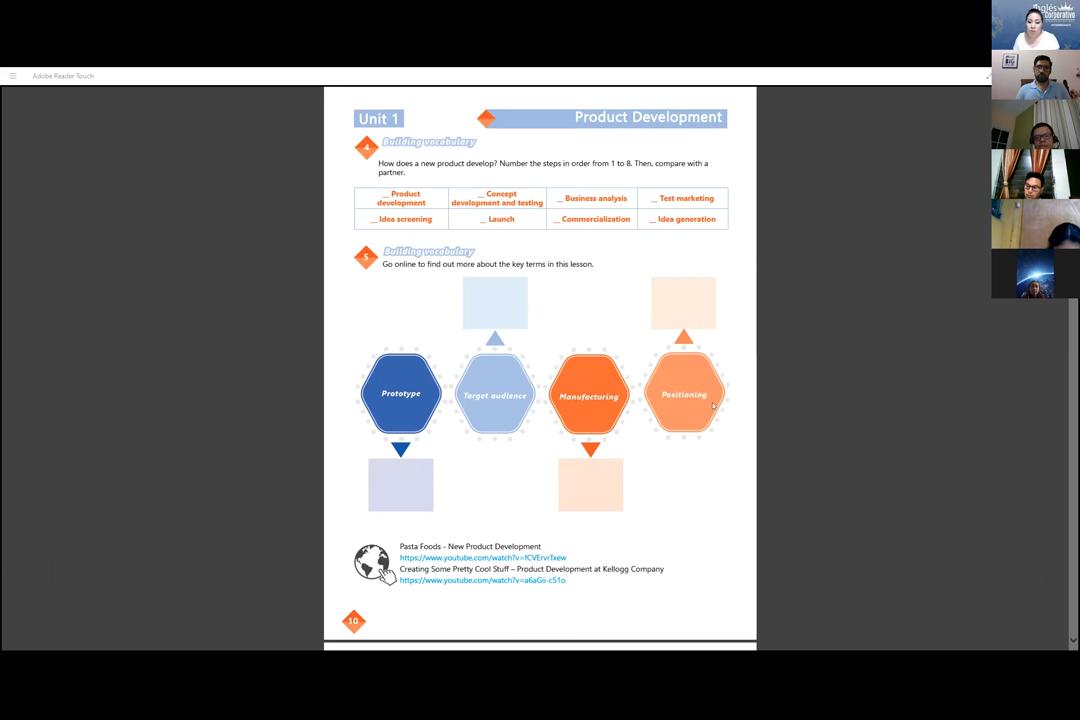 Adobe Reader Touch
Unit 1
Product Development
4
Building vocabulary
How does a new product develop? Number the steps in order from 1 to 8. Then, compare with a
partner.
__ Product development
__ Concept development and testing
__ Business analysis
__ Test marketing
__ Idea screening
__ Launch
__ Commercialization
__ Idea generation
5
Building vocabulary
Go online to find out more about the key terms in this lesson.
Prototype
Target audience
Manufacturing
Positioning
Pasta Foods - New Product Development
https://www.youtube.com/watch?v=fCVErvrTxew
Creating Some Pretty Cool Stuff – Product Development at Kellogg Company
https://www.youtube.com/watch?v=a6aGii-c51o
10